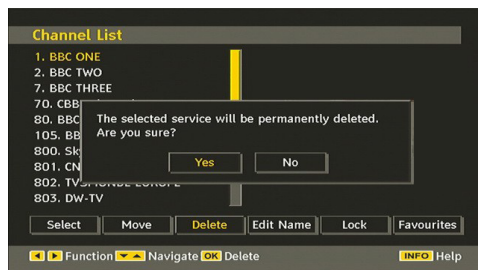 Channel List
1. BBC ONE
2. BBC TWO
7. BBC THREE
70. CBB
80. BBC
105. BB
800. Sk
801. CN
802. TV5MONDE EUROPE
803. DW-TV
The selected service will be permanently deleted.
Are you sure?
Yes No
Select Move Delete Edit Name Lock Favourites
Function Navigate OK Delete INFO Help